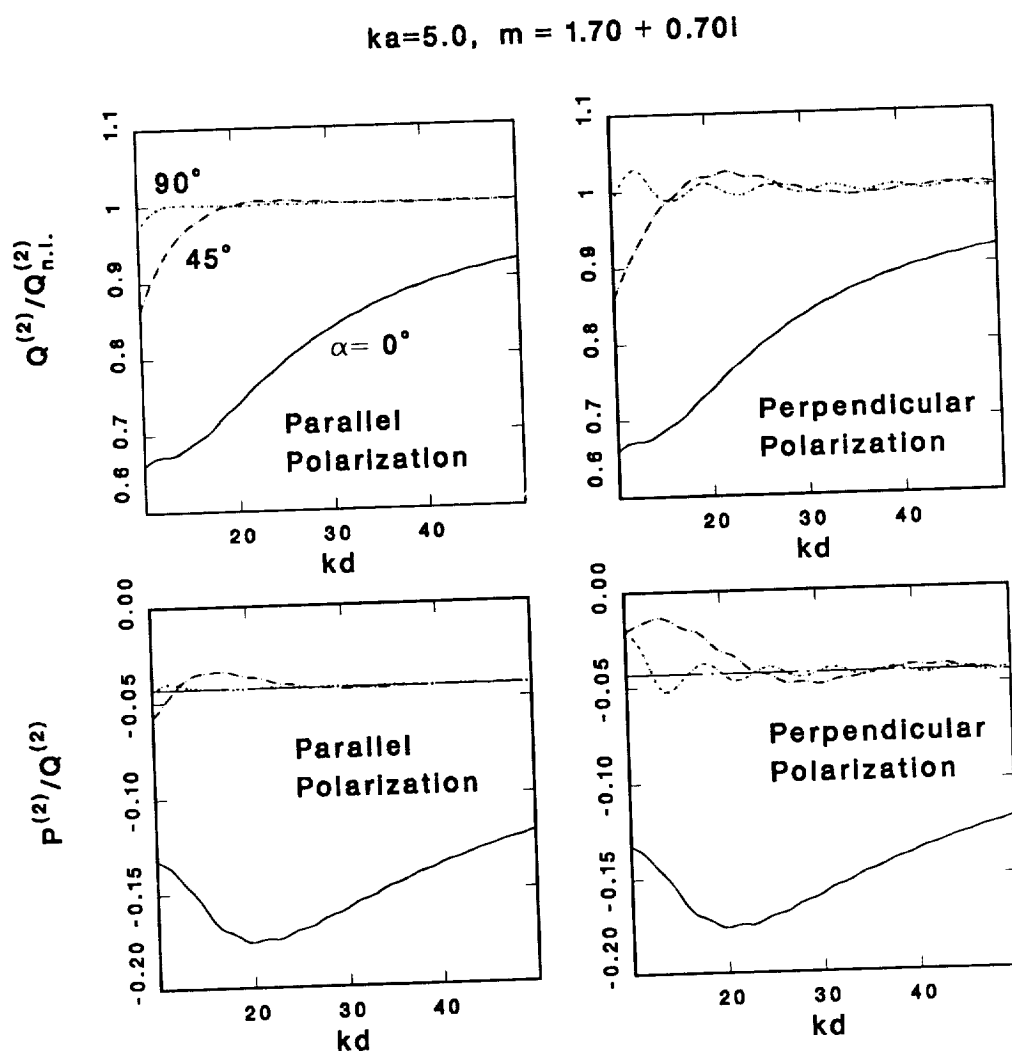 ka=5.0, m = 1.70 + 0.70i
Q(2)/Q(2)n.l.
1.1
1
0.9
0.8
0.7
0.6
90°
45°
α= 0°
Parallel
Polarization
20
30
40
kd
1.1
1
0.9
0.8
0.7
0.6
Perpendicular
Polarization
20
30
40
kd
P(2)/Q(2)
0.00
-0.05
-0.10
-0.15
-0.20
Parallel
Polarization
20
30
40
kd
0.00
-0.05
-0.10
-0.15
-0.20
Perpendicular
Polarization
20
30
40
kd